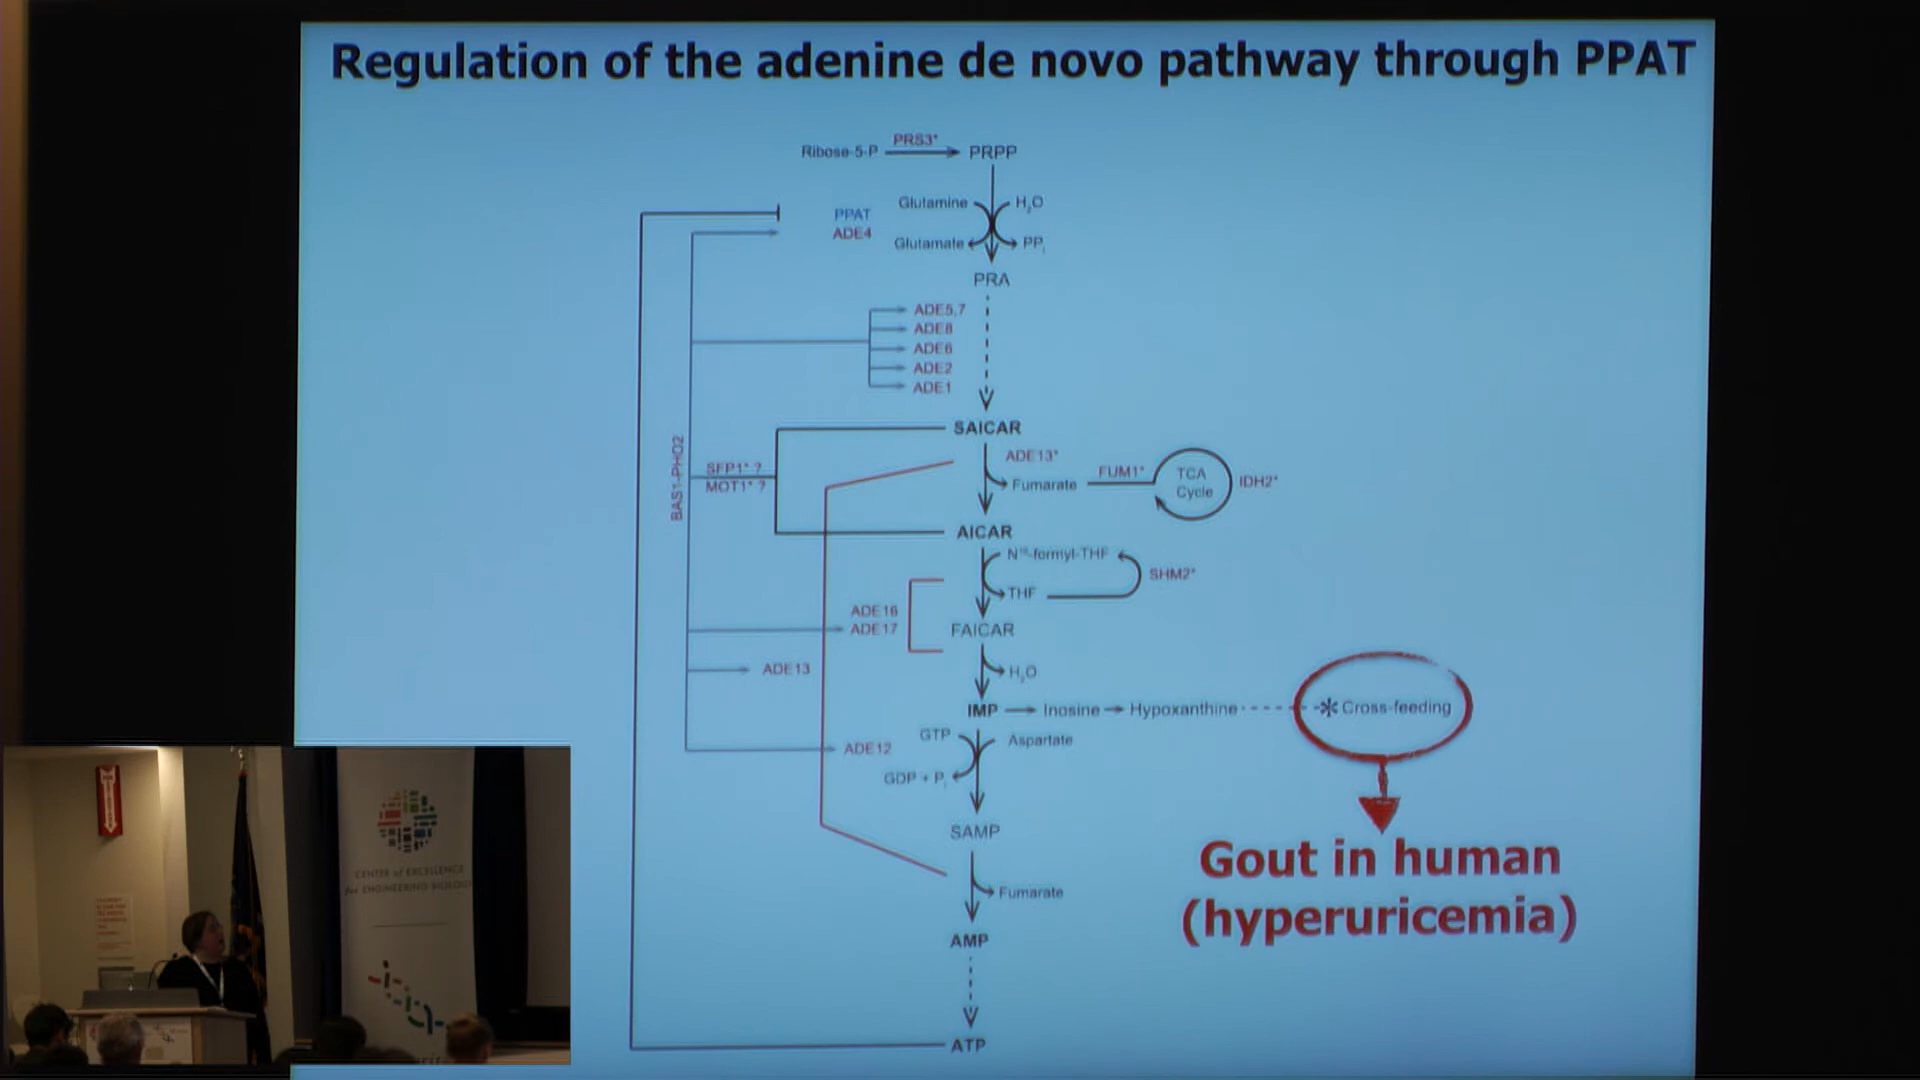 Regulation of the adenine de novo pathway through PPAT
Ribose-5-P
PRS3*
PRPP
Glutamine
H₂O
PPAT
ADE4
Glutamate
PPi
PRA
ADE5,7
ADE8
ADE6
ADE2
ADE1
SAICAR
BAS1-PHO2
SFP1* ?
MOT1* ?
ADE13*
Fumarate
FUM1*
TCA
Cycle
IDH2*
AICAR
N¹⁰-formyl-THF
THF
SHM2*
ADE16
ADE17
FAICAR
H₂O
ADE13
IMP
Inosine
Hypoxanthine
* Cross-feeding
GTP
Aspartate
ADE12
GDP + Pi
SAMP
Fumarate
AMP
ATP
Gout in human
(hyperuricemia)
CENTER of EXCELLENCE
for ENGINEERING BIOLOGY